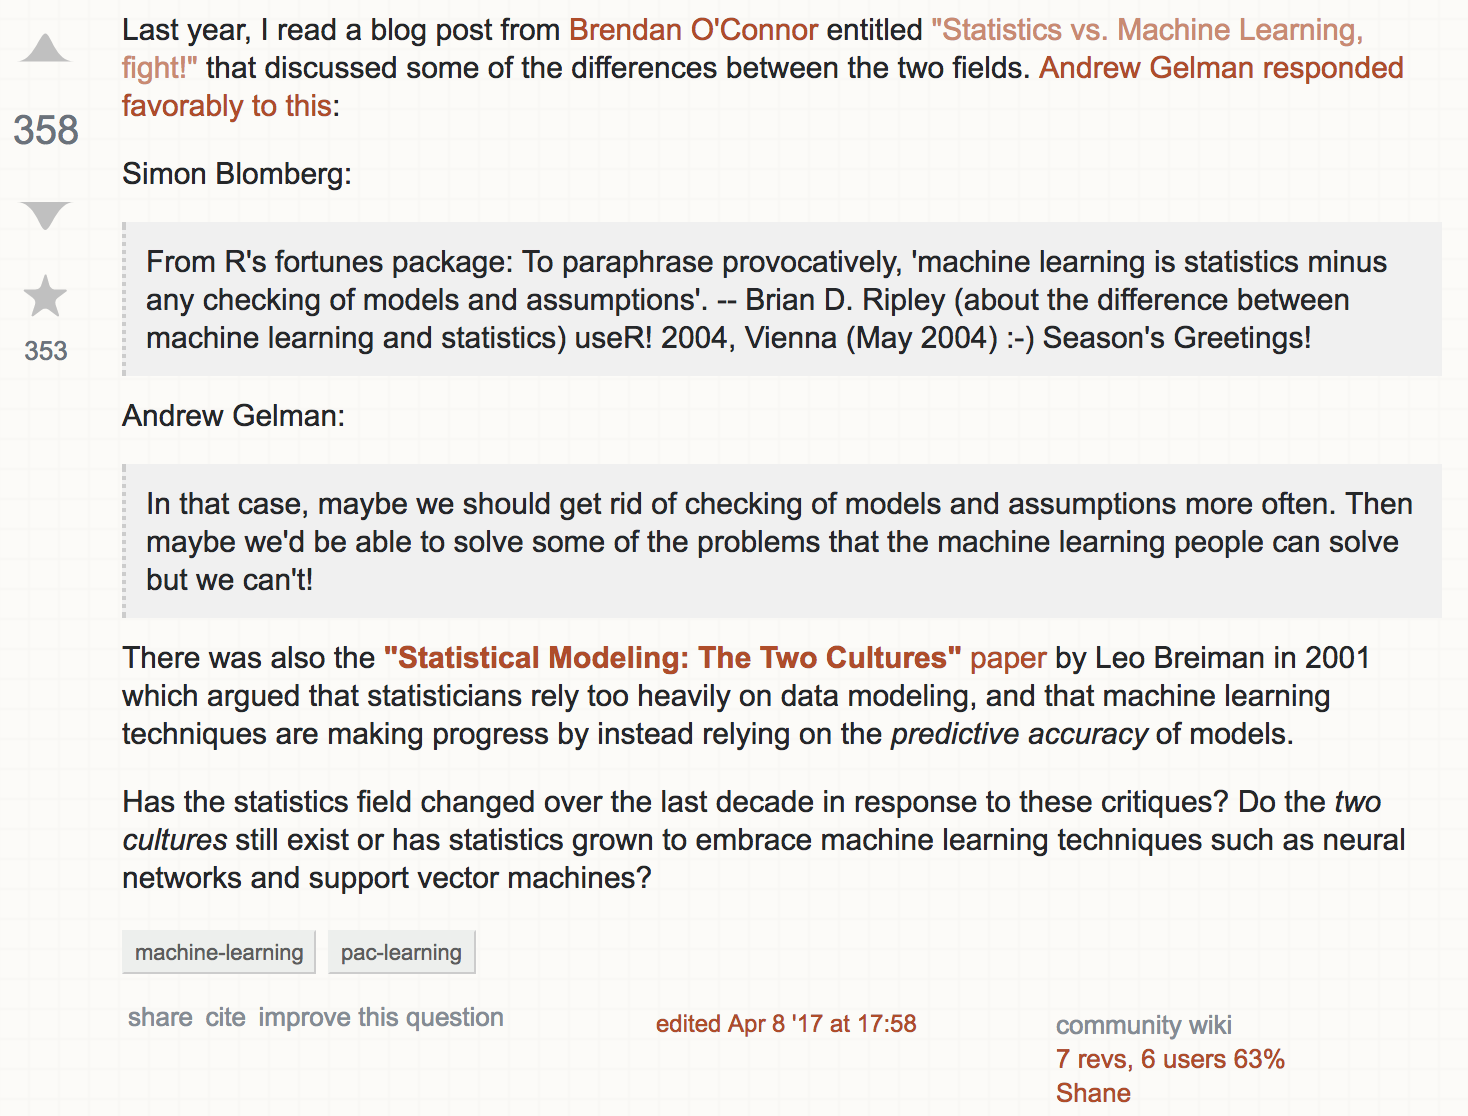 Last year, I read a blog post from Brendan O'Connor entitled "Statistics vs. Machine Learning,
fight!" that discussed some of the differences between the two fields. Andrew Gelman responded
favorably to this:
358
Simon Blomberg:
From R's fortunes package: To paraphrase provocatively, 'machine learning is statistics minus
any checking of models and assumptions'. -- Brian D. Ripley (about the difference between
machine learning and statistics) useR! 2004, Vienna (May 2004) :-) Season's Greetings!
353
Andrew Gelman:
In that case, maybe we should get rid of checking of models and assumptions more often. Then
maybe we'd be able to solve some of the problems that the machine learning people can solve
but we can't!
There was also the "Statistical Modeling: The Two Cultures" paper by Leo Breiman in 2001
which argued that statisticians rely too heavily on data modeling, and that machine learning
techniques are making progress by instead relying on the predictive accuracy of models.
Has the statistics field changed over the last decade in response to these critiques? Do the two
cultures still exist or has statistics grown to embrace machine learning techniques such as neural
networks and support vector machines?
machine-learning pac-learning
share cite improve this question
edited Apr 8 '17 at 17:58
community wiki
7 revs, 6 users 63%
Shane